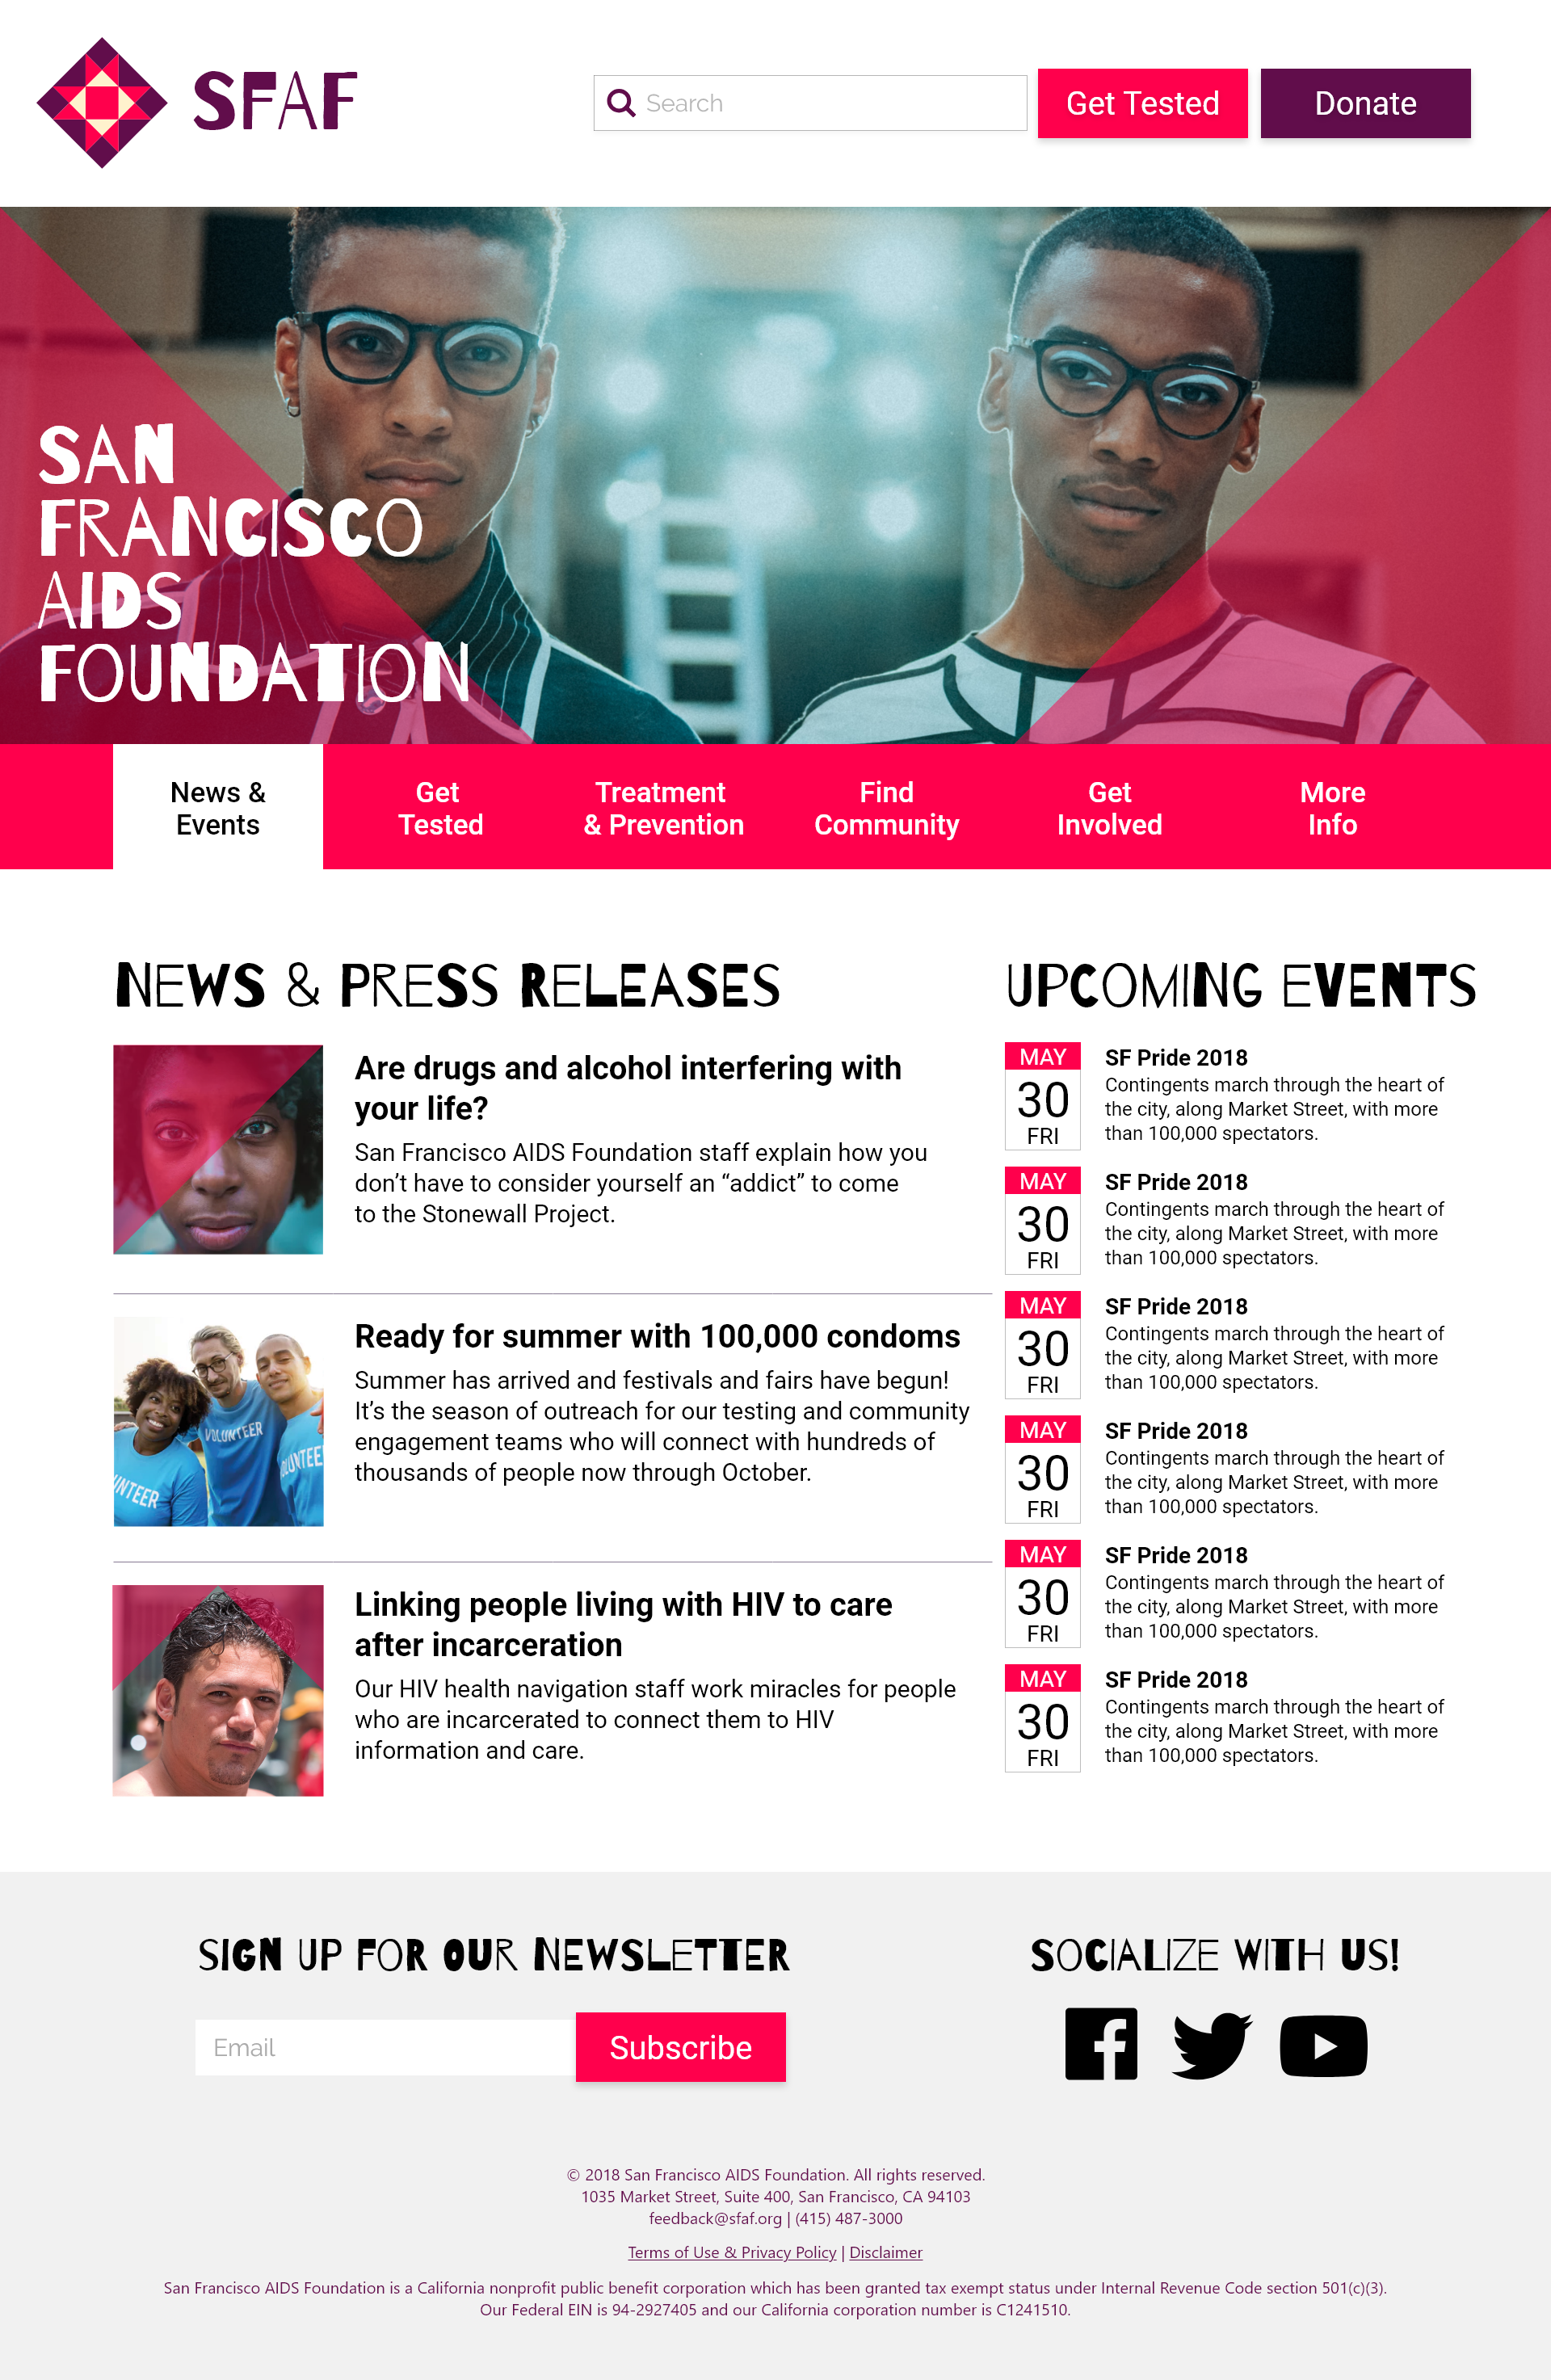 SFAF
Search
Get Tested
Donate
SAN
FRANCISCO
AIDS
FOUNDATION
News &
Events
Get
Tested
Treatment
& Prevention
Find
Community
Get
Involved
More
Info
NEWS & PRESS RELEASES
Are drugs and alcohol interfering with
your life?
San Francisco AIDS Foundation staff explain how you
don’t have to consider yourself an “addict” to come
to the Stonewall Project.
VOLUNTEER
UNTEER
OLUNTEE
Ready for summer with 100,000 condoms
Summer has arrived and festivals and fairs have begun!
It’s the season of outreach for our testing and community
engagement teams who will connect with hundreds of
thousands of people now through October.
Linking people living with HIV to care
after incarceration
Our HIV health navigation staff work miracles for people
who are incarcerated to connect them to HIV
information and care.
UPCOMING EVENTS
MAY
30
FRI
SF Pride 2018
Contingents march through the heart of
the city, along Market Street, with more
than 100,000 spectators.
MAY
30
FRI
SF Pride 2018
Contingents march through the heart of
the city, along Market Street, with more
than 100,000 spectators.
MAY
30
FRI
SF Pride 2018
Contingents march through the heart of
the city, along Market Street, with more
than 100,000 spectators.
MAY
30
FRI
SF Pride 2018
Contingents march through the heart of
the city, along Market Street, with more
than 100,000 spectators.
MAY
30
FRI
SF Pride 2018
Contingents march through the heart of
the city, along Market Street, with more
than 100,000 spectators.
MAY
30
FRI
SF Pride 2018
Contingents march through the heart of
the city, along Market Street, with more
than 100,000 spectators.
SIGN UP FOR OUR NEWSLETTER
Email
Subscribe
SOCIALIZE WITH US!
© 2018 San Francisco AIDS Foundation. All rights reserved.
1035 Market Street, Suite 400, San Francisco, CA 94103
feedback@sfaf.org | (415) 487-3000
Terms of Use & Privacy Policy | Disclaimer
San Francisco AIDS Foundation is a California nonprofit public benefit corporation which has been granted tax exempt status under Internal Revenue Code section 501(c)(3).
Our Federal EIN is 94-2927405 and our California corporation number is C1241510.